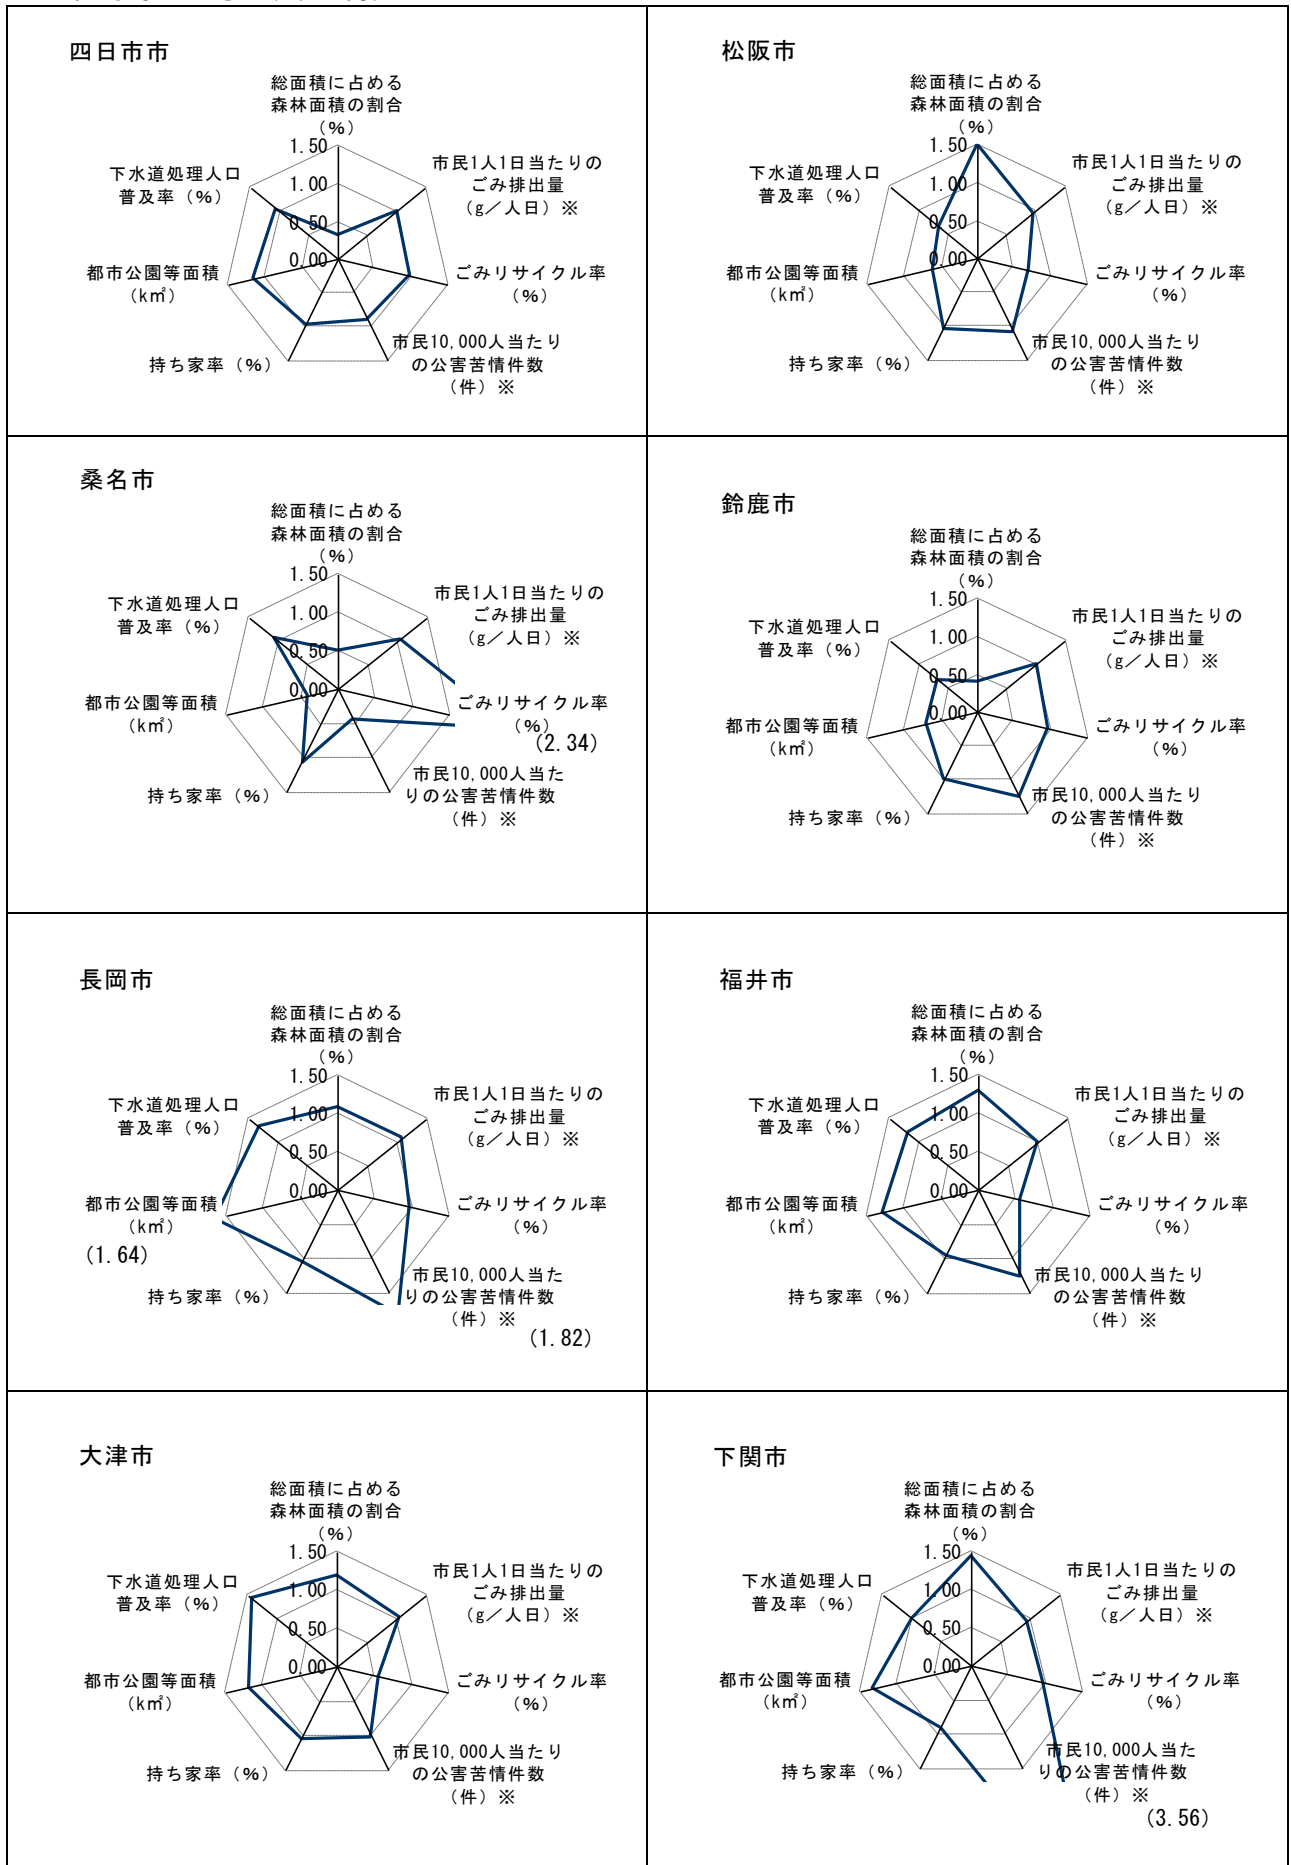 四日市市
総面積に占める
森林面積の割合
（%）
1.50
1.00
0.50
0.00
市民1人1日当たりの
ごみ排出量
（g／人日）※
ごみリサイクル率
（%）
市民10,000人当たり
の公害苦情件数
（件）※
持ち家率（%）
都市公園等面積
（k㎡）
下水道処理人口
普及率（%）
松阪市
総面積に占める
森林面積の割合
（%）
1.50
1.00
0.50
0.00
市民1人1日当たりの
ごみ排出量
（g／人日）※
ごみリサイクル率
（%）
市民10,000人当たり
の公害苦情件数
（件）※
持ち家率（%）
都市公園等面積
（k㎡）
下水道処理人口
普及率（%）
桑名市
総面積に占める
森林面積の割合
（%）
1.50
1.00
0.50
0.00
市民1人1日当たりの
ごみ排出量
（g／人日）※
ごみリサイクル率
（%）
(2.34)
市民10,000人当た
りの公害苦情件数
（件）※
持ち家率（%）
都市公園等面積
（k㎡）
下水道処理人口
普及率（%）
鈴鹿市
総面積に占める
森林面積の割合
（%）
1.50
1.00
0.50
0.00
市民1人1日当たりの
ごみ排出量
（g／人日）※
ごみリサイクル率
（%）
市民10,000人当たり
の公害苦情件数
（件）※
持ち家率（%）
都市公園等面積
（k㎡）
下水道処理人口
普及率（%）
長岡市
総面積に占める
森林面積の割合
（%）
1.50
1.00
0.50
0.00
市民1人1日当たりの
ごみ排出量
（g／人日）※
ごみリサイクル率
（%）
市民10,000人当た
りの公害苦情件数
（件）※
(1.82)
持ち家率（%）
都市公園等面積
（k㎡）
(1.64)
下水道処理人口
普及率（%）
福井市
総面積に占める
森林面積の割合
（%）
1.50
1.00
0.50
0.00
市民1人1日当たりの
ごみ排出量
（g／人日）※
ごみリサイクル率
（%）
市民10,000人当たり
の公害苦情件数
（件）※
持ち家率（%）
都市公園等面積
（k㎡）
下水道処理人口
普及率（%）
大津市
総面積に占める
森林面積の割合
（%）
1.50
1.00
0.50
0.00
市民1人1日当たりの
ごみ排出量
（g／人日）※
ごみリサイクル率
（%）
市民10,000人当たり
の公害苦情件数
（件）※
持ち家率（%）
都市公園等面積
（k㎡）
下水道処理人口
普及率（%）
下関市
総面積に占める
森林面積の割合
（%）
1.50
1.00
0.50
0.00
市民1人1日当たりの
ごみ排出量
（g／人日）※
ごみリサイクル率
（%）
市民10,000人当た
りの公害苦情件数
（件）※
(3.56)
持ち家率（%）
都市公園等面積
（k㎡）
下水道処理人口
普及率（%）